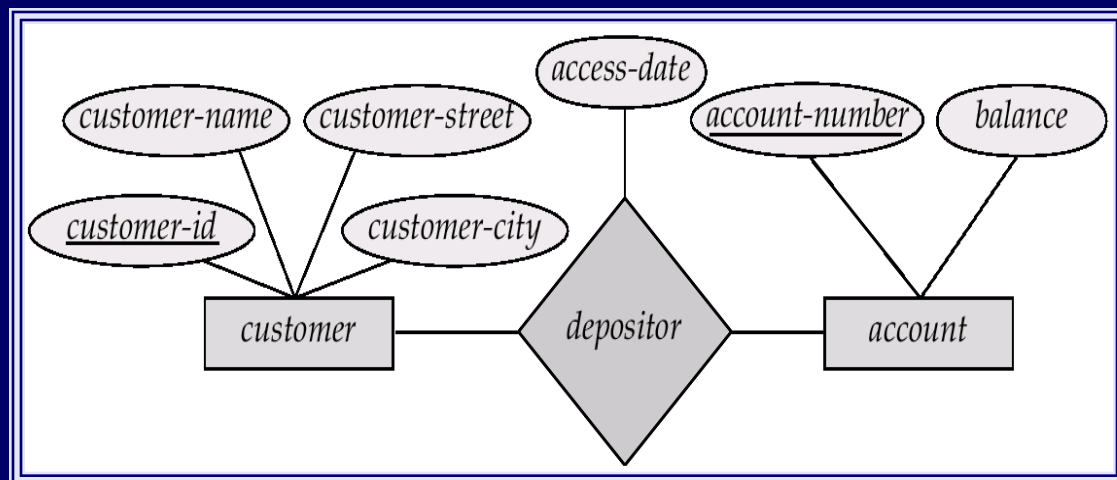 access-date
customer-name
customer-street
account-number
balance
customer-id
customer-city
customer
depositor
account